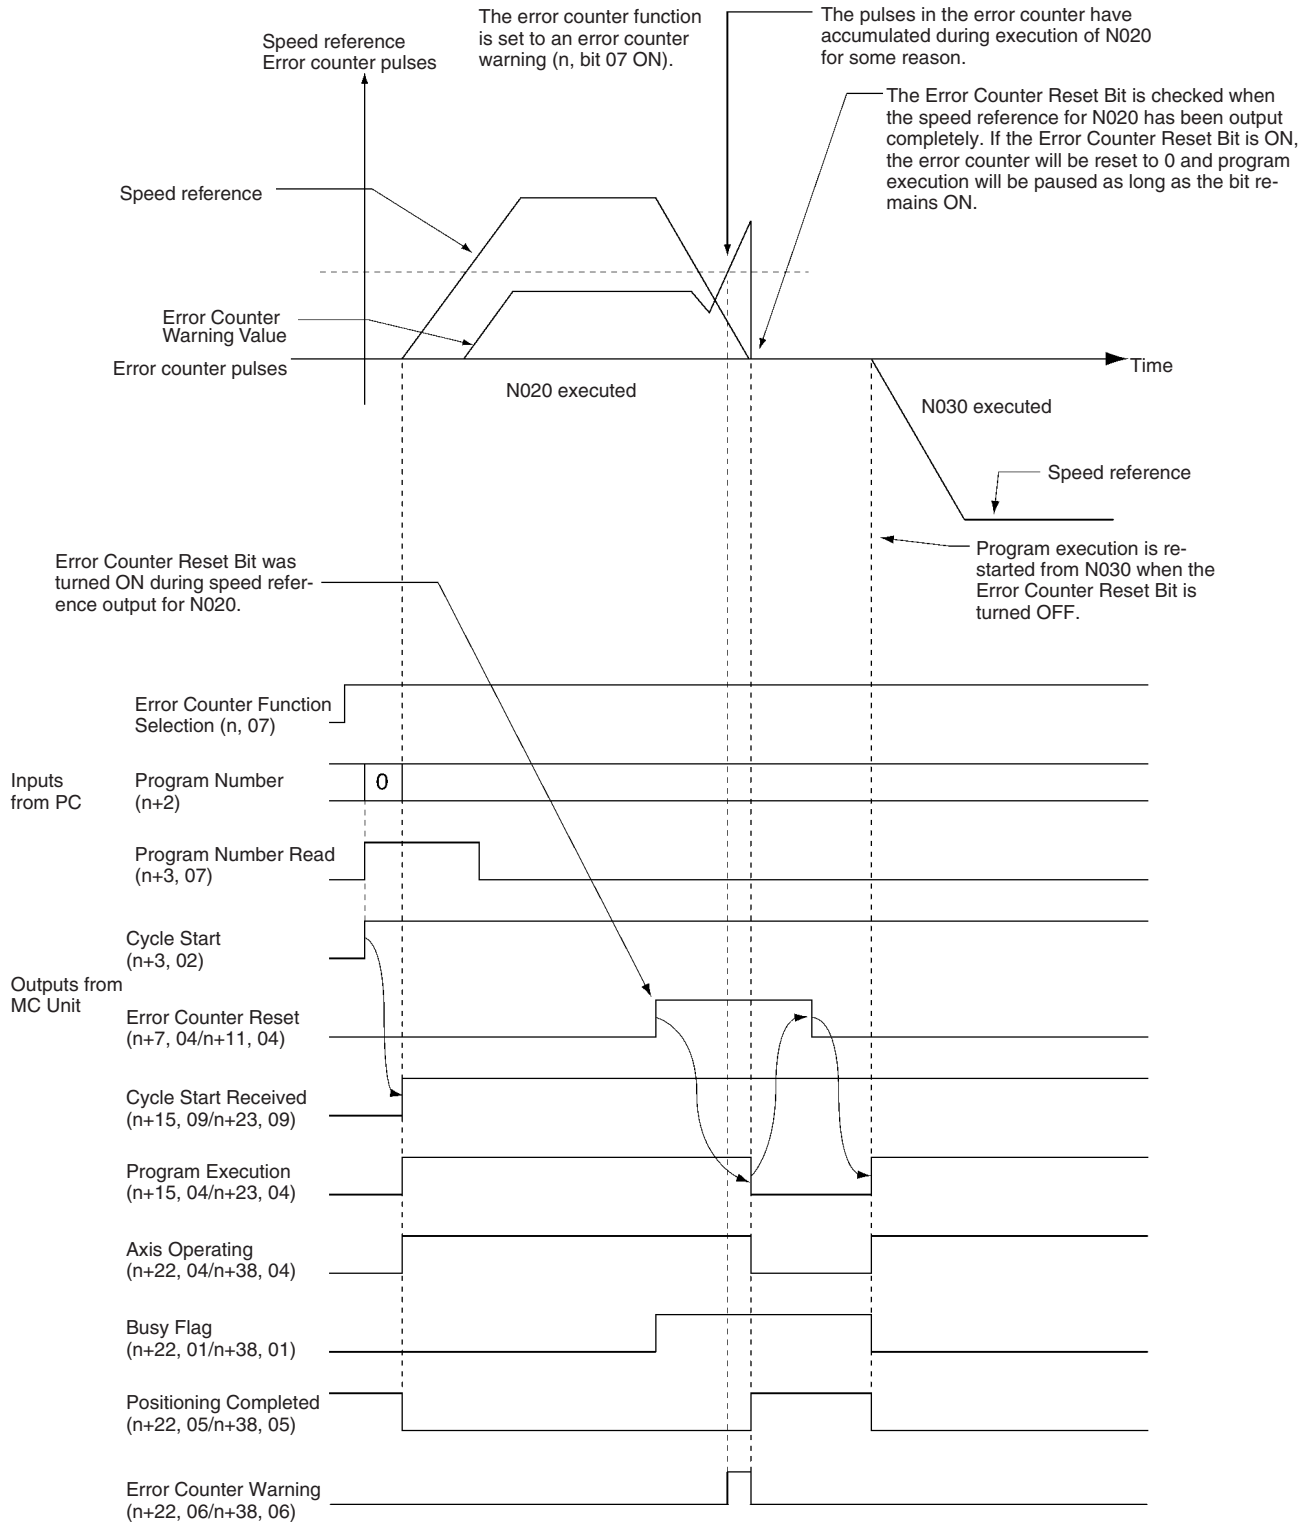 The error counter function
is set to an error counter
warning (n, bit 07 ON).
The pulses in the error counter have
accumulated during execution of N020
for some reason.
Speed reference
Error counter pulses
The Error Counter Reset Bit is checked when
the speed reference for N020 has been output
completely. If the Error Counter Reset Bit is ON,
the error counter will be reset to 0 and program
execution will be paused as long as the bit re-
mains ON.
Speed reference
Error Counter
Warning Value
Error counter pulses
Time
N020 executed
N030 executed
Speed reference
Program execution is re-
started from N030 when the
Error Counter Reset Bit is
turned OFF.
Error Counter Reset Bit was
turned ON during speed refer-
ence output for N020.
Error Counter Function
Selection (n, 07)
Inputs
from PC
Program Number
(n+2)
0
Program Number Read
(n+3, 07)
Cycle Start
(n+3, 02)
Outputs from
MC Unit
Error Counter Reset
(n+7, 04/n+11, 04)
Cycle Start Received
(n+15, 09/n+23, 09)
Program Execution
(n+15, 04/n+23, 04)
Axis Operating
(n+22, 04/n+38, 04)
Busy Flag
(n+22, 01/n+38, 01)
Positioning Completed
(n+22, 05/n+38, 05)
Error Counter Warning
(n+22, 06/n+38, 06)